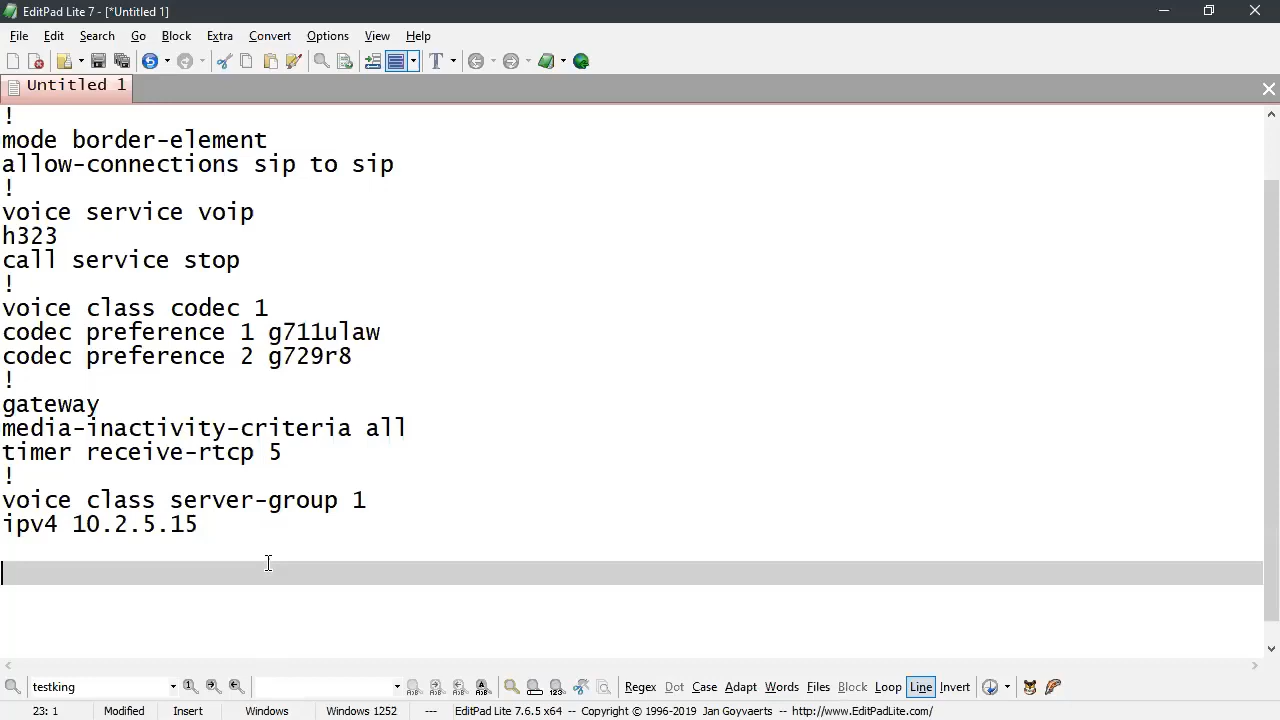 EditPad Lite 7 - [*Untitled 1]
File Edit Search Go Block Extra Convert Options View Help
Untitled 1
!
mode border-element
allow-connections sip to sip
!
voice service voip
h323
call service stop
!
voice class codec 1
codec preference 1 g711ulaw
codec preference 2 g729r8
!
gateway
media-inactivity-criteria all
timer receive-rtcp 5
!
voice class server-group 1
ipv4 10.2.5.15
testking Regex Dot Case Adapt Words Files Block Loop Line Invert
23: 1 Modified Insert Windows Windows 1252 --- EditPad Lite 7.6.5 x64 -- Copyright © 1996-2019 Jan Goyvaerts -- http://www.EditPadLite.com/